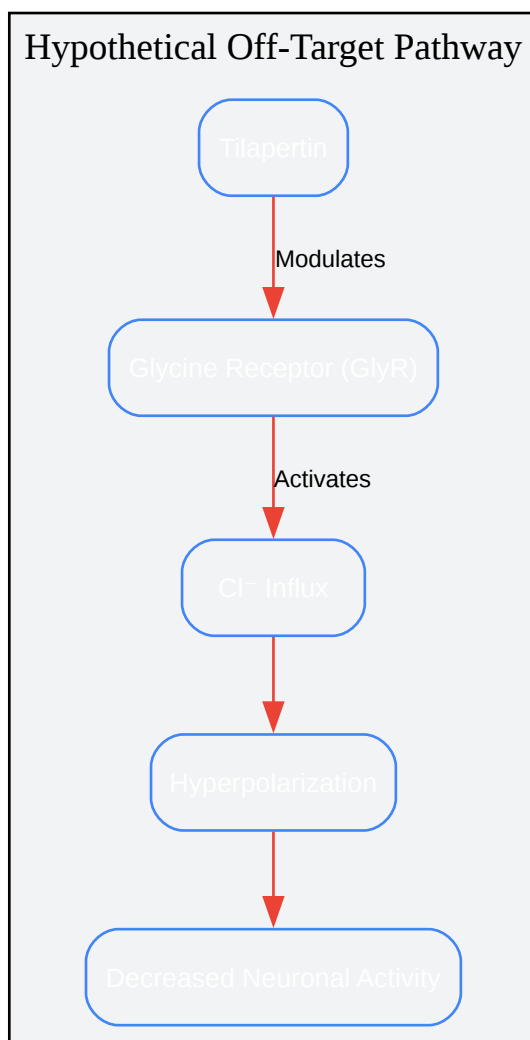 Hypothetical Off-Target Pathway
Tilapertin
Modulates
Glycine Receptor (GlyR)
Activates
Cl⁻ Influx
Hyperpolarization
Decreased Neuronal Activity